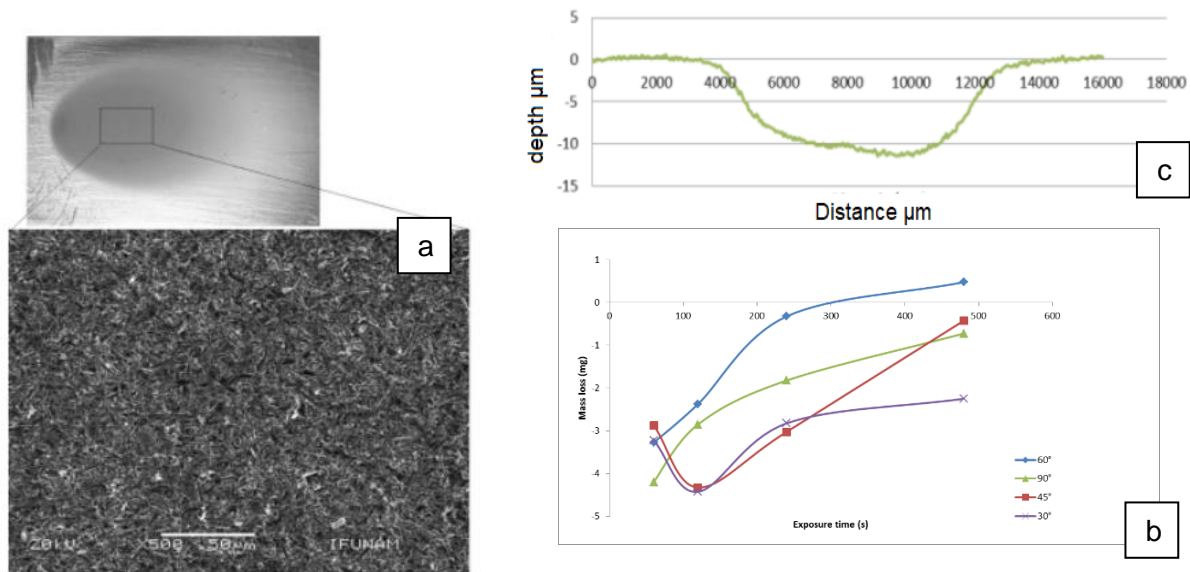 a
20kV X500 50μm IFUNAM
5
0
-5
-10
-15
0 2000 4000 6000 8000 10000 12000 14000 16000 18000
depth µm
Distance µm
c
1
0
-1
-2
-3
-4
-5
0 100 200 300 400 500 600
Mass loss (mg)
Exposure time (s)
60°
90°
45°
30°
b